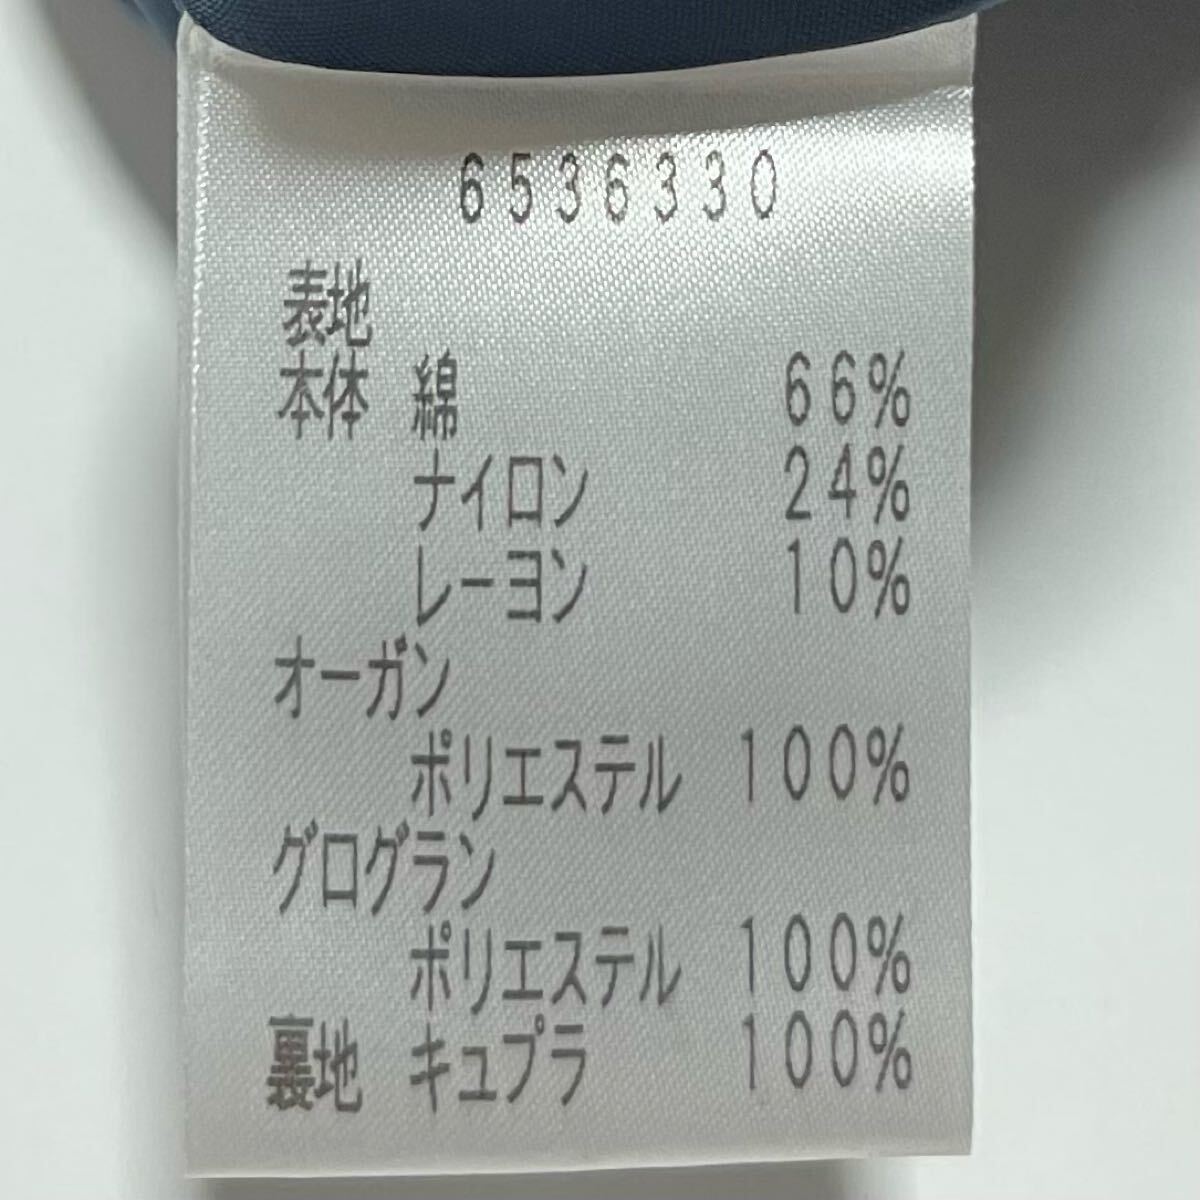 6536330
表地
本体 綿 66%
ナイロン 24%
レーヨン 10%
オーガン
ポリエステル 100%
グログラン
ポリエステル 100%
裏地 キュプラ 100%